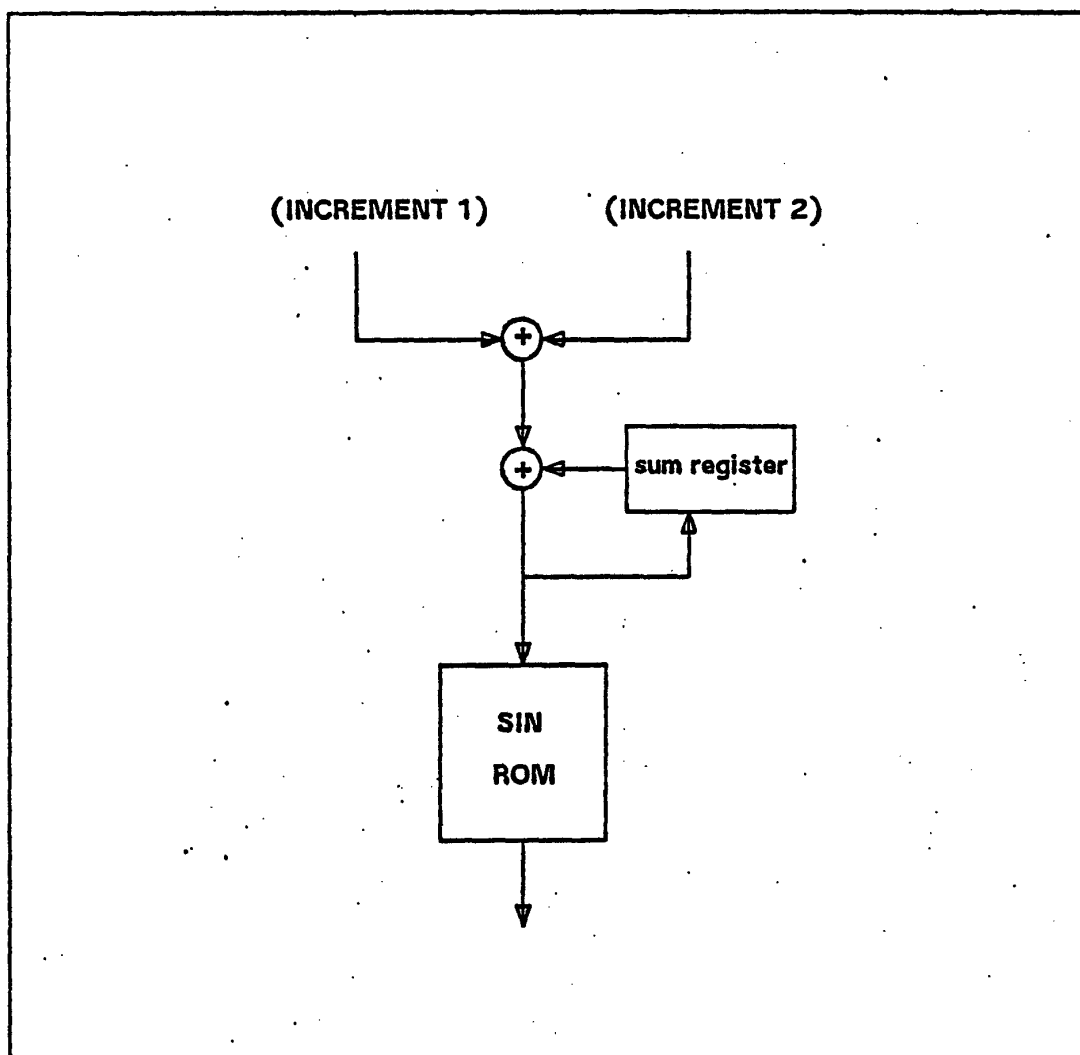 (INCREMENT 1) (INCREMENT 2)
+
+
sum register
SIN
ROM